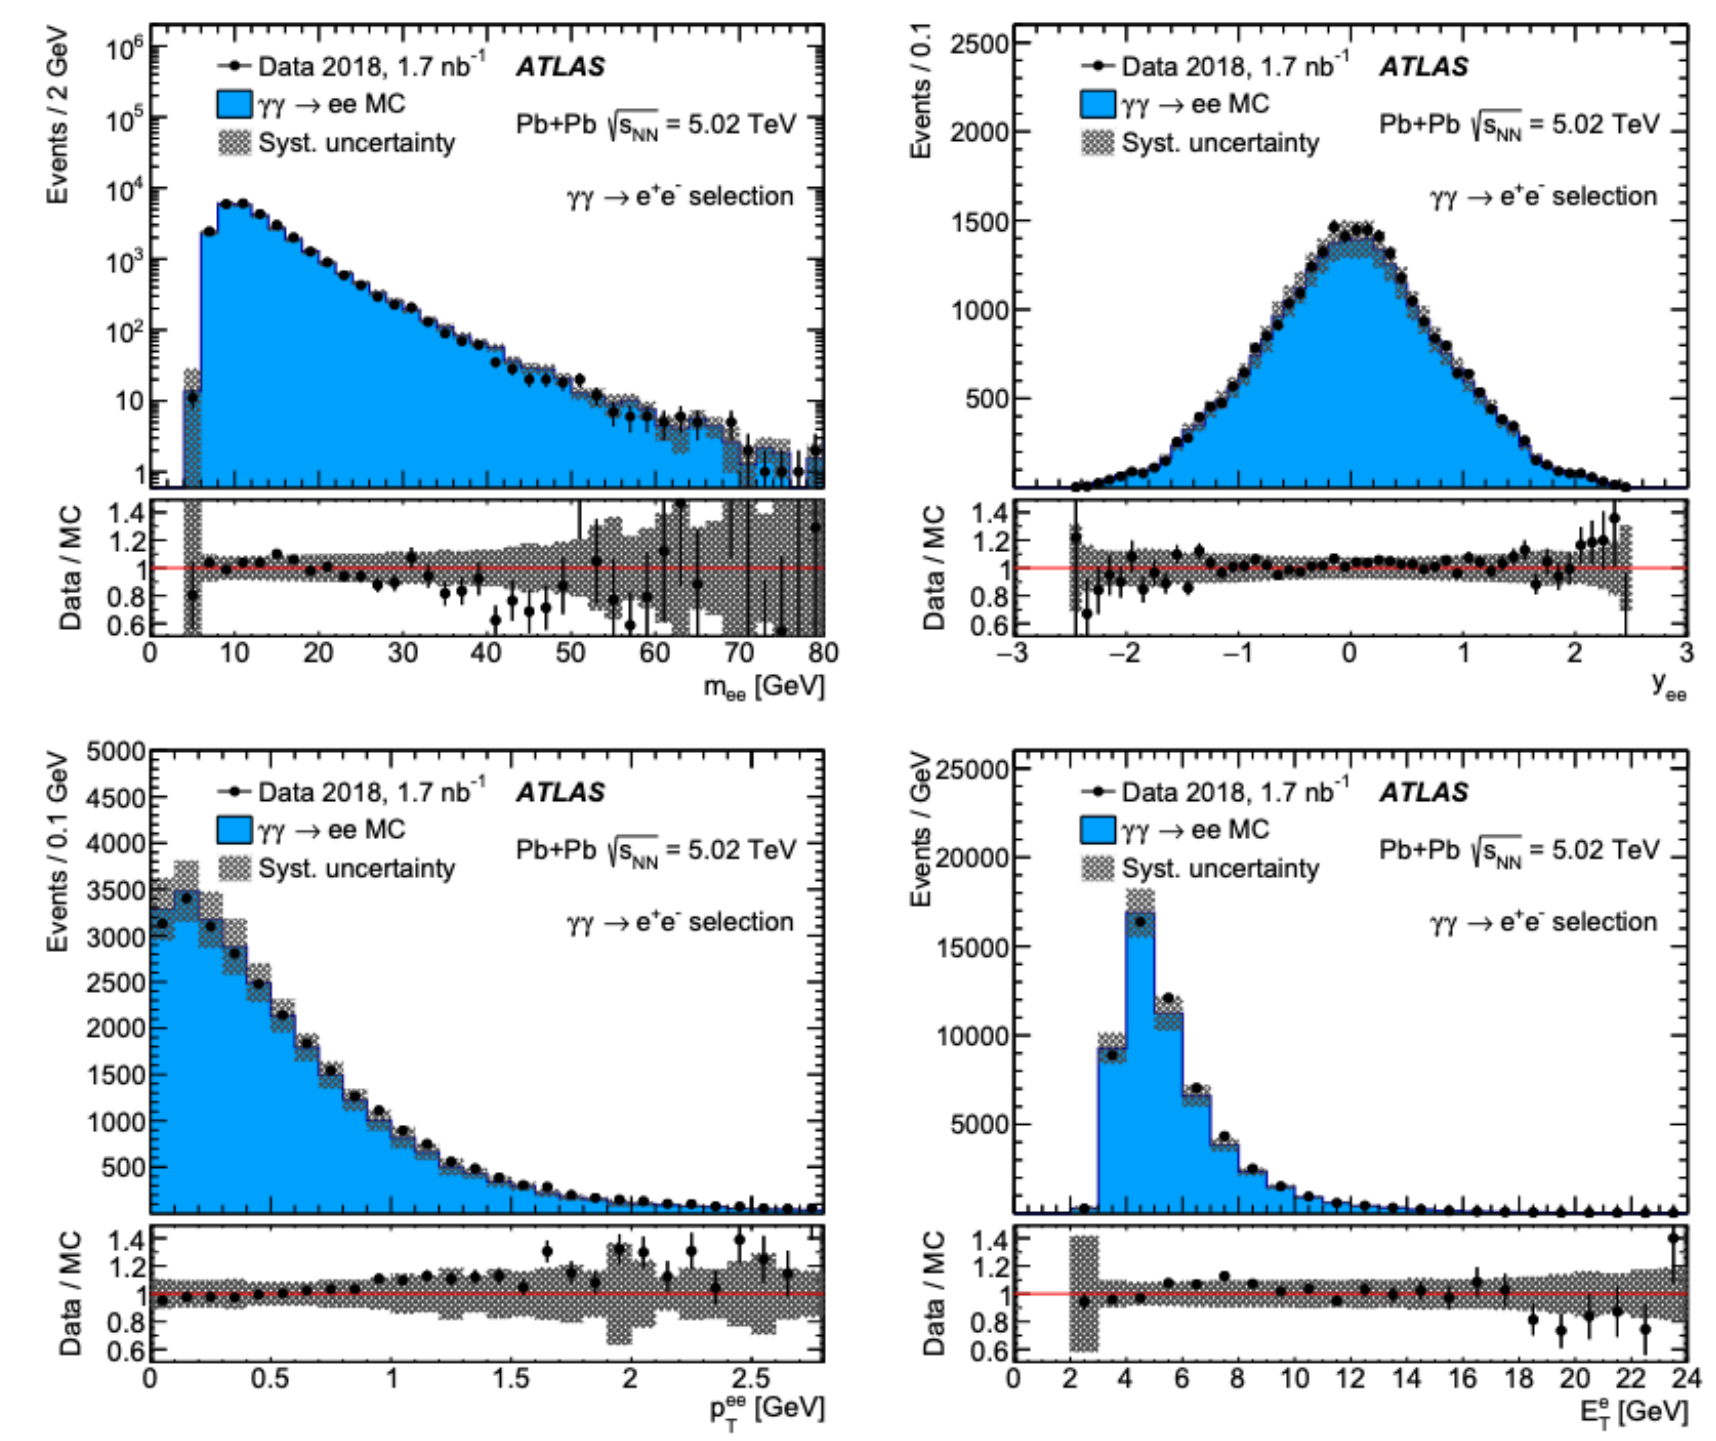 Events / 2 GeV
10⁶
10⁵
10⁴
10³
10²
10
1
Data 2018, 1.7 nb⁻¹ ATLAS
γγ → ee MC
Pb+Pb √sNN = 5.02 TeV
Syst. uncertainty
γγ → e⁺e⁻ selection
Data / MC
1.4
1.2
1
0.8
0.6
0 10 20 30 40 50 60 70 80
mee [GeV]
Events / 0.1
2500
2000
1500
1000
500
Data 2018, 1.7 nb⁻¹ ATLAS
γγ → ee MC
Pb+Pb √sNN = 5.02 TeV
Syst. uncertainty
γγ → e⁺e⁻ selection
Data / MC
1.4
1.2
1
0.8
0.6
−3 −2 −1 0 1 2 3
yee
Events / 0.1 GeV
5000
4500
4000
3500
3000
2500
2000
1500
1000
500
Data 2018, 1.7 nb⁻¹ ATLAS
γγ → ee MC
Pb+Pb √sNN = 5.02 TeV
Syst. uncertainty
γγ → e⁺e⁻ selection
Data / MC
1.4
1.2
1
0.8
0.6
0 0.5 1 1.5 2 2.5
pTee [GeV]
Events / GeV
25000
20000
15000
10000
5000
Data 2018, 1.7 nb⁻¹ ATLAS
γγ → ee MC
Pb+Pb √sNN = 5.02 TeV
Syst. uncertainty
γγ → e⁺e⁻ selection
Data / MC
1.4
1.2
1
0.8
0.6
0 2 4 6 8 10 12 14 16 18 20 22 24
ETe [GeV]